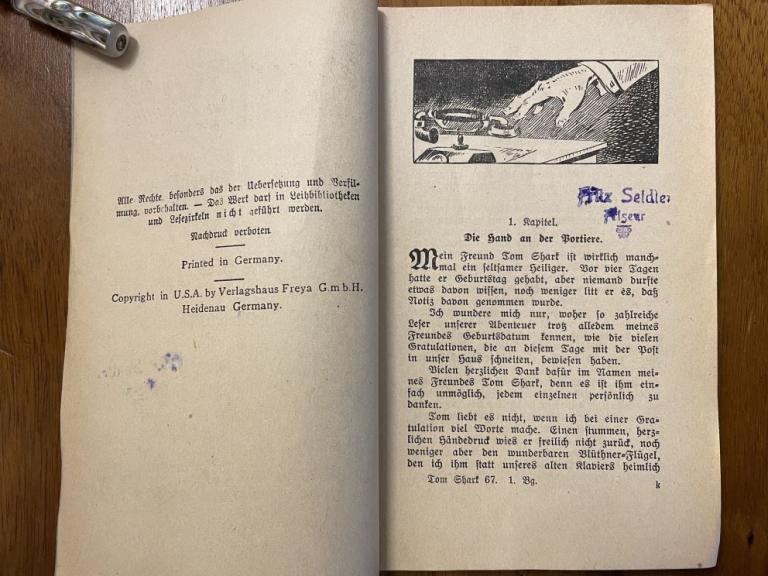 Alle Rechte, besonders das der Uebersetzung und Verfil-
mung, vorbehalten. — Das Werk darf in Leihbibliotheken
und Lesezirkeln nicht geführt werden.
Nachdruck verboten
Printed in Germany.
Copyright in U.S.A. by Verlagshaus Freya G.m.b.H.
Heidenau Germany.
Seidler
1. Kapitel.
Die Hand an der Portiere.
Mein Freund Tom Shark ist wirklich manch-
mal ein seltsamer Heiliger. Vor vier Tagen
hatte er Geburtstag gehabt, aber niemand durfte
etwas davon wissen, noch weniger litt er es, daß
Notiz davon genommen wurde.
Ich wundere mich nur, woher so zahlreiche
Leser unserer Abenteuer trotz alledem meines
Freundes Geburtsdatum kennen, wie die vielen
Gratulationen, die an diesem Tage mit der Post
in unser Haus schneiten, bewiesen haben.
Vielen herzlichen Dank dafür im Namen mei-
nes Freundes Tom Shark, denn es ist ihm ein-
fach unmöglich, jedem einzelnen persönlich zu
danken.
Tom liebt es nicht, wenn ich bei einer Gra-
tulation viel Worte mache. Einen stummen, herz-
lichen Händedruck wies er freilich nicht zurück, noch
weniger aber den wunderbaren Blüthner-Flügel,
den ich ihm statt unseres alten Klaviers heimlich
Tom Shark 67. 1. Bg.
k